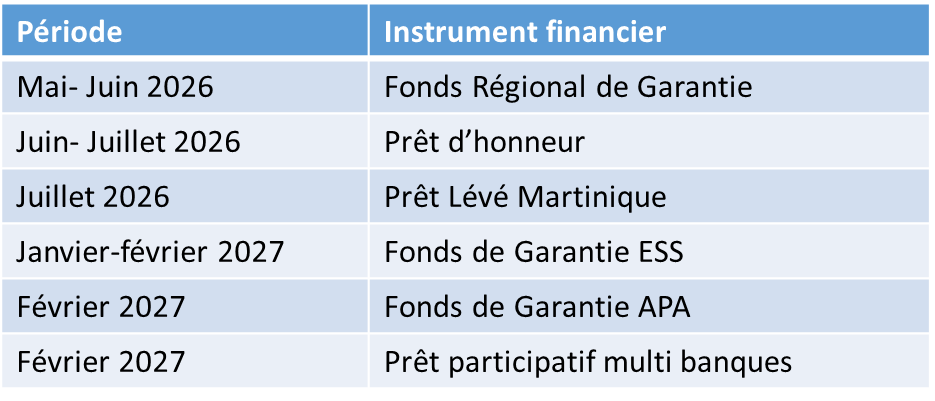 Période Instrument financier
Mai- Juin 2026 Fonds Régional de Garantie
Juin- Juillet 2026 Prêt d’honneur
Juillet 2026 Prêt Lévé Martinique
Janvier-février 2027 Fonds de Garantie ESS
Février 2027 Fonds de Garantie APA
Février 2027 Prêt participatif multi banques